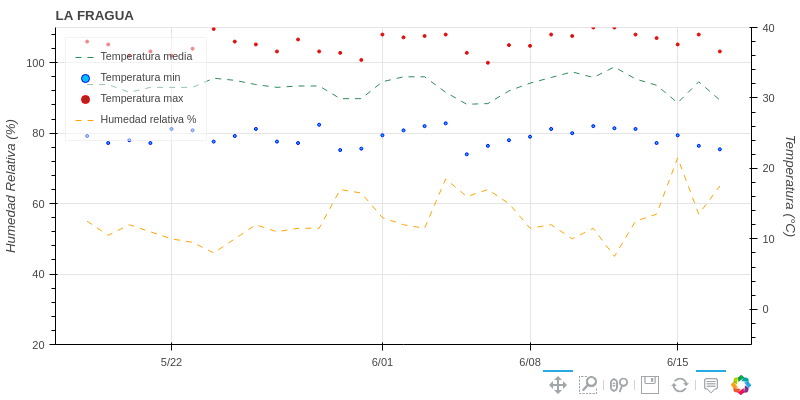 LA FRAGUA
Temperatura media
Temperatura min
Temperatura max
Humedad relativa %
Humedad Relativa (%)
100
80
60
40
20
Temperatura (°C)
40
30
20
10
0
5/22
6/01
6/08
6/15